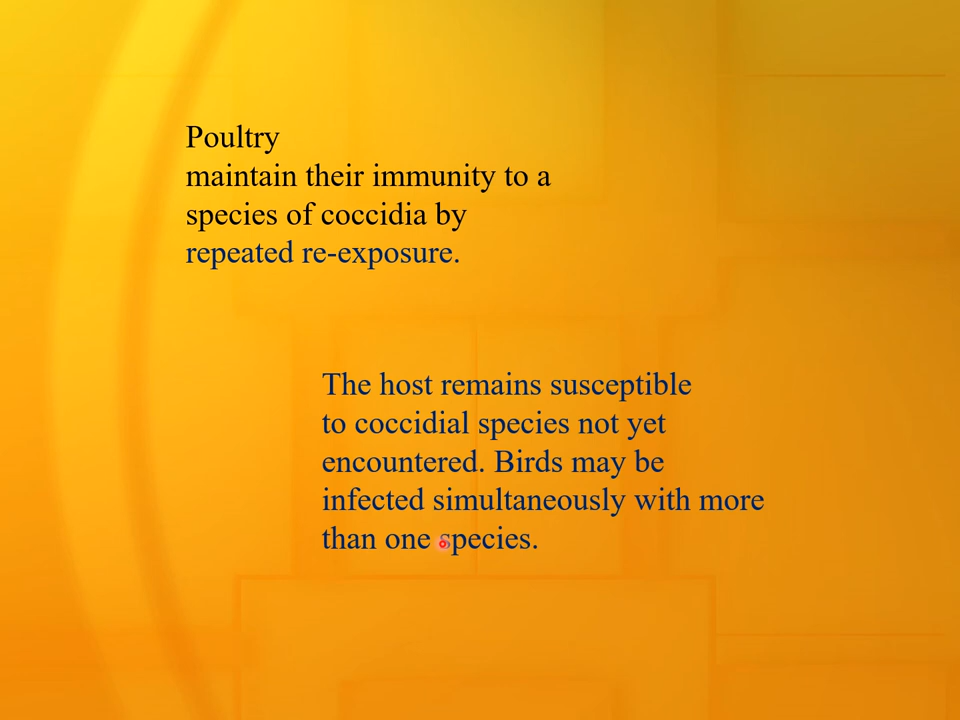 Poultry
maintain their immunity to a
species of coccidia by
repeated re-exposure.
The host remains susceptible
to coccidial species not yet
encountered. Birds may be
infected simultaneously with more
than one species.